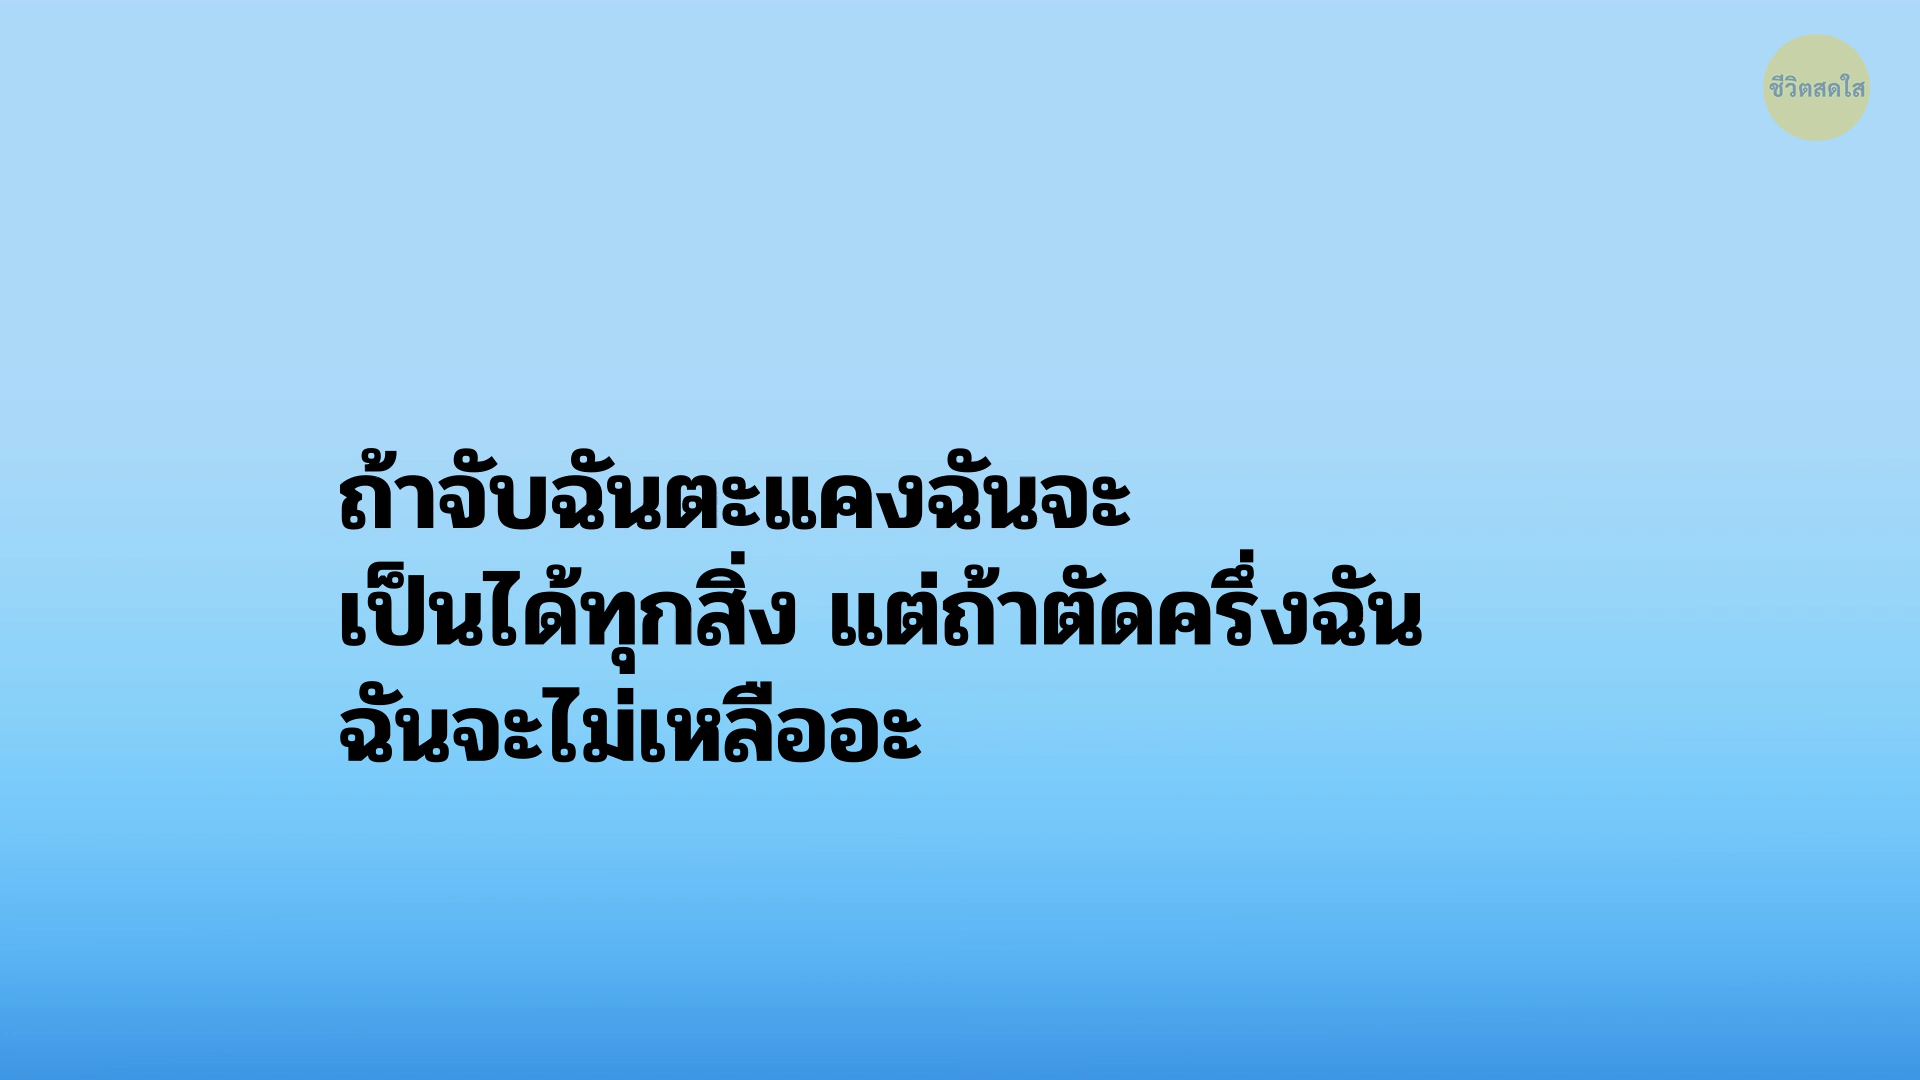 ชีวิตสดใส
ถ้าจับฉันตะแคงฉันจะ
เป็นได้ทุกสิ่ง แต่ถ้าตัดครึ่งฉัน
ฉันจะไม่เหลืออะ